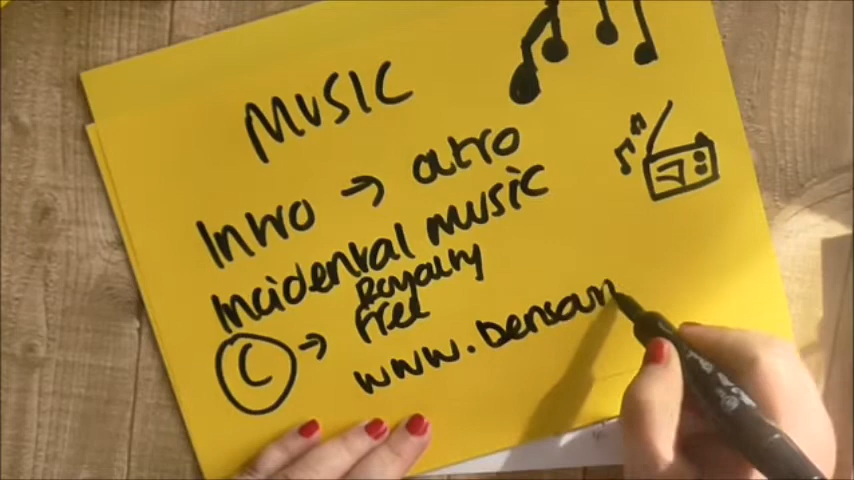 MUSIC
Intro → outro
Incidental music
© → Royalty
Free
www.bensoun